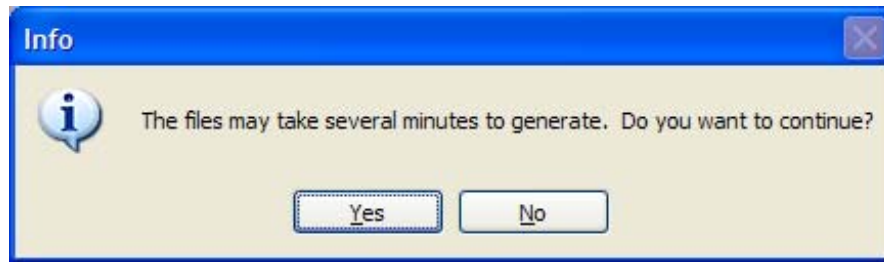 Info
The files may take several minutes to generate.  Do you want to continue?
Yes No